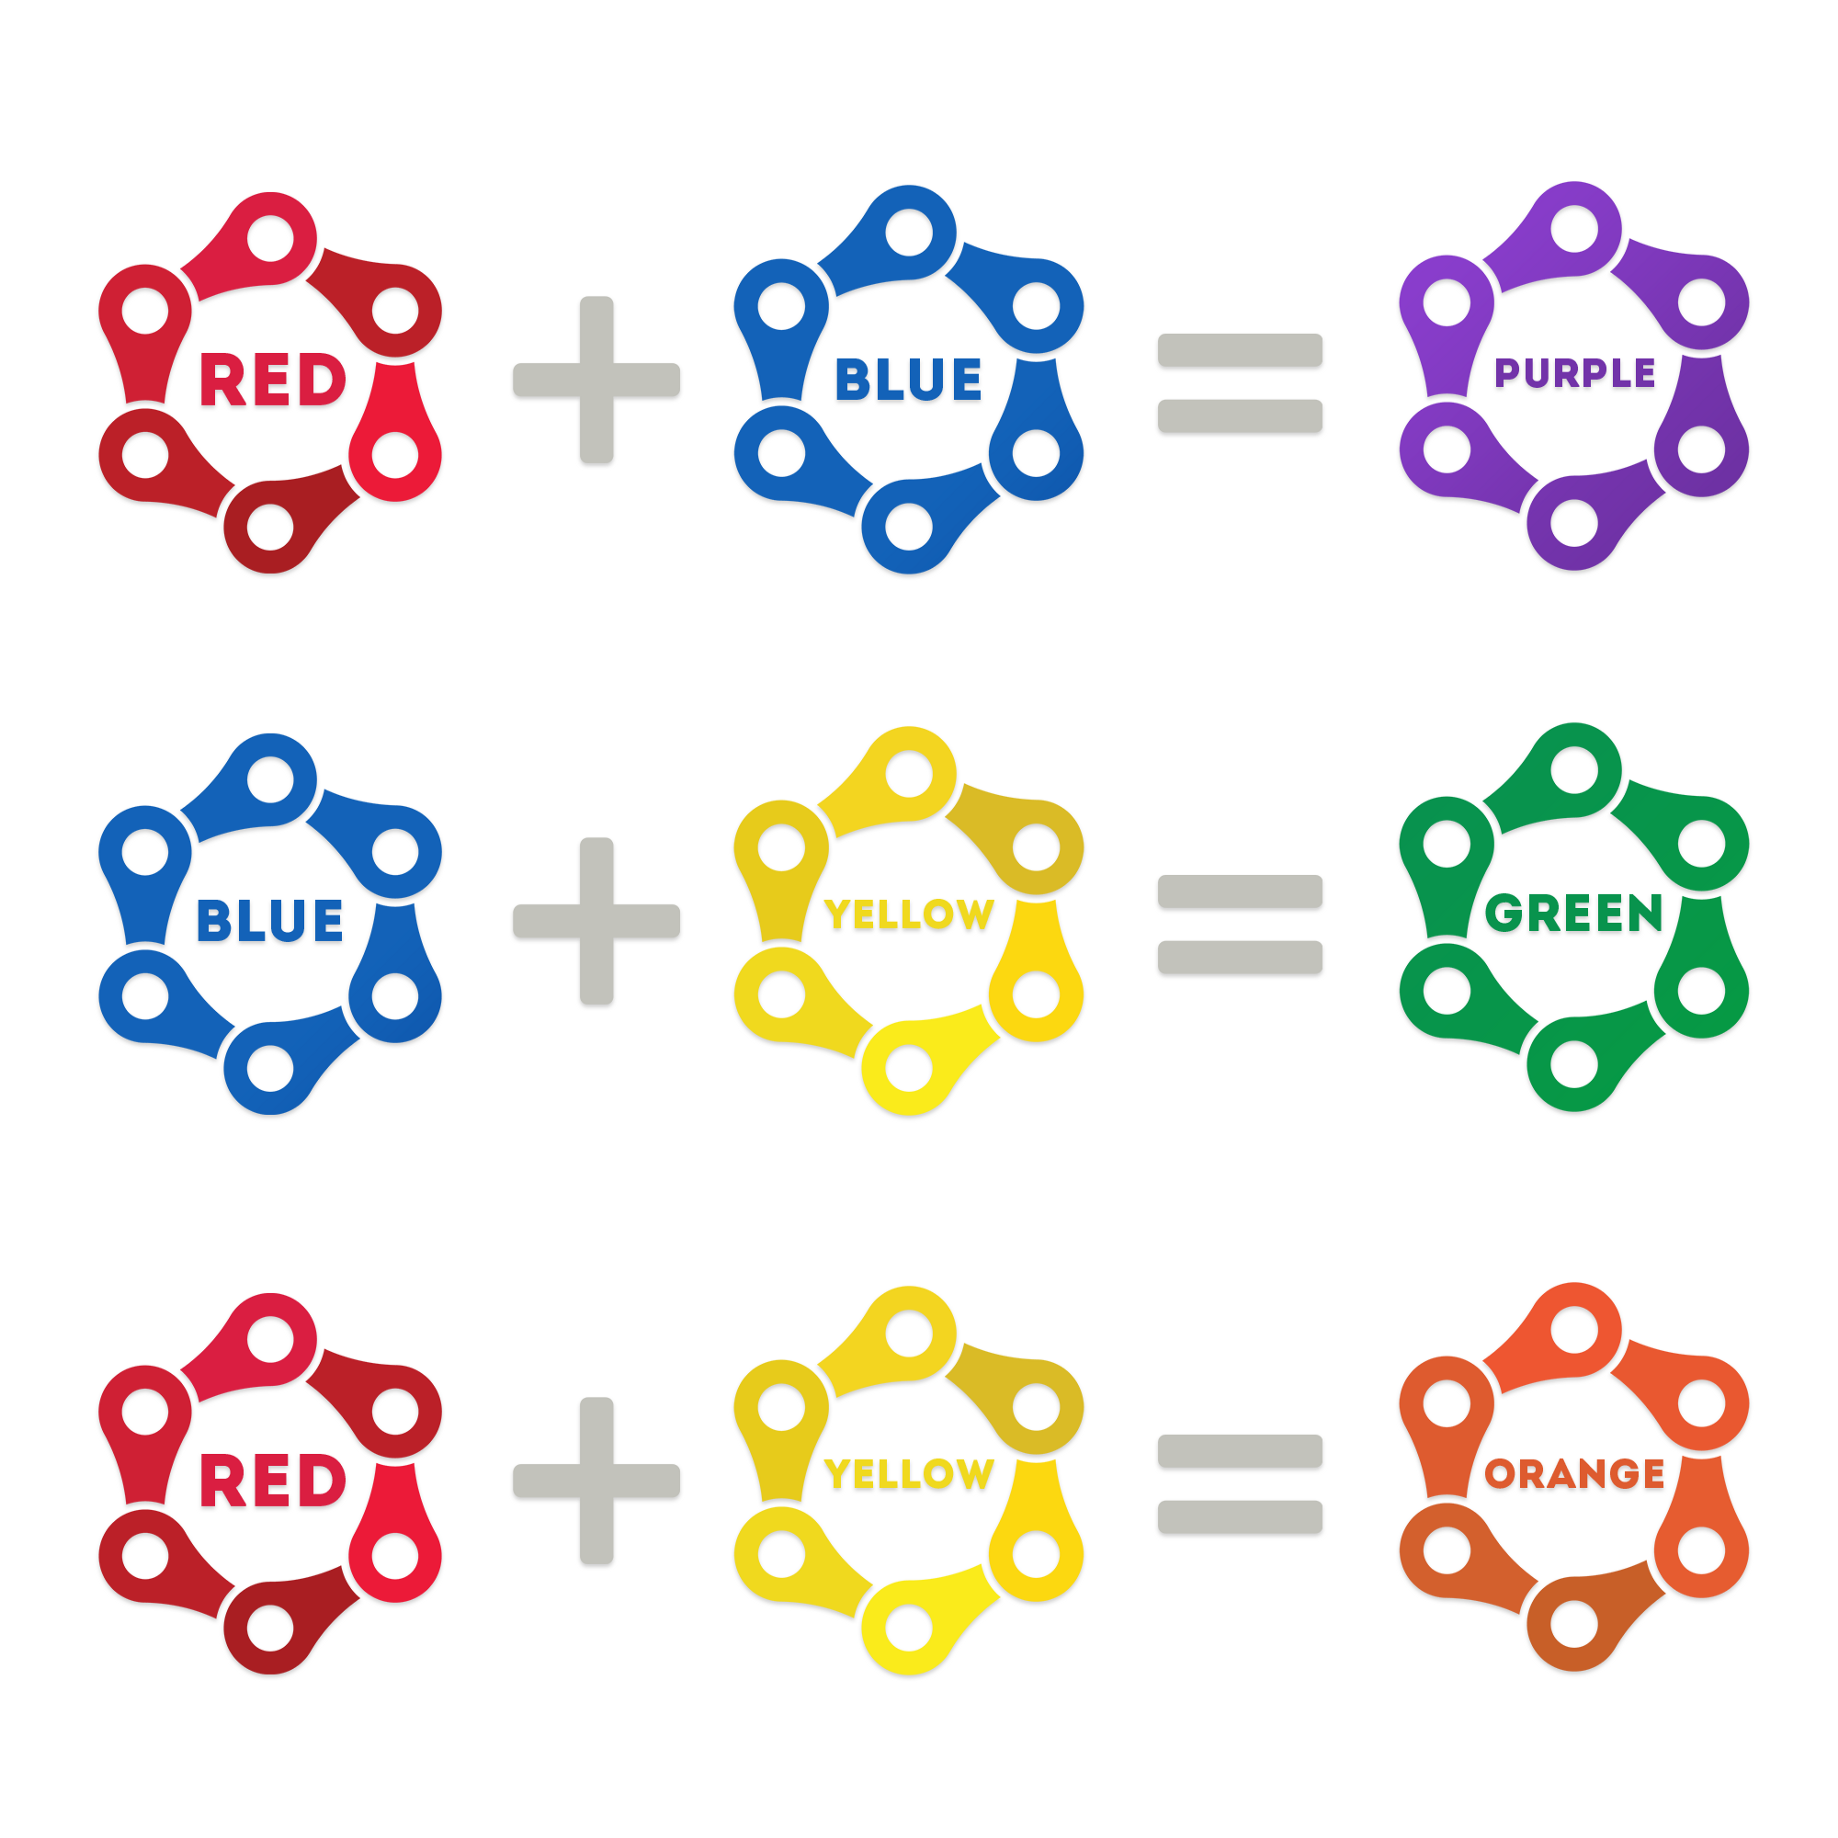 RED + BLUE = PURPLE
BLUE + YELLOW = GREEN
RED + YELLOW = ORANGE